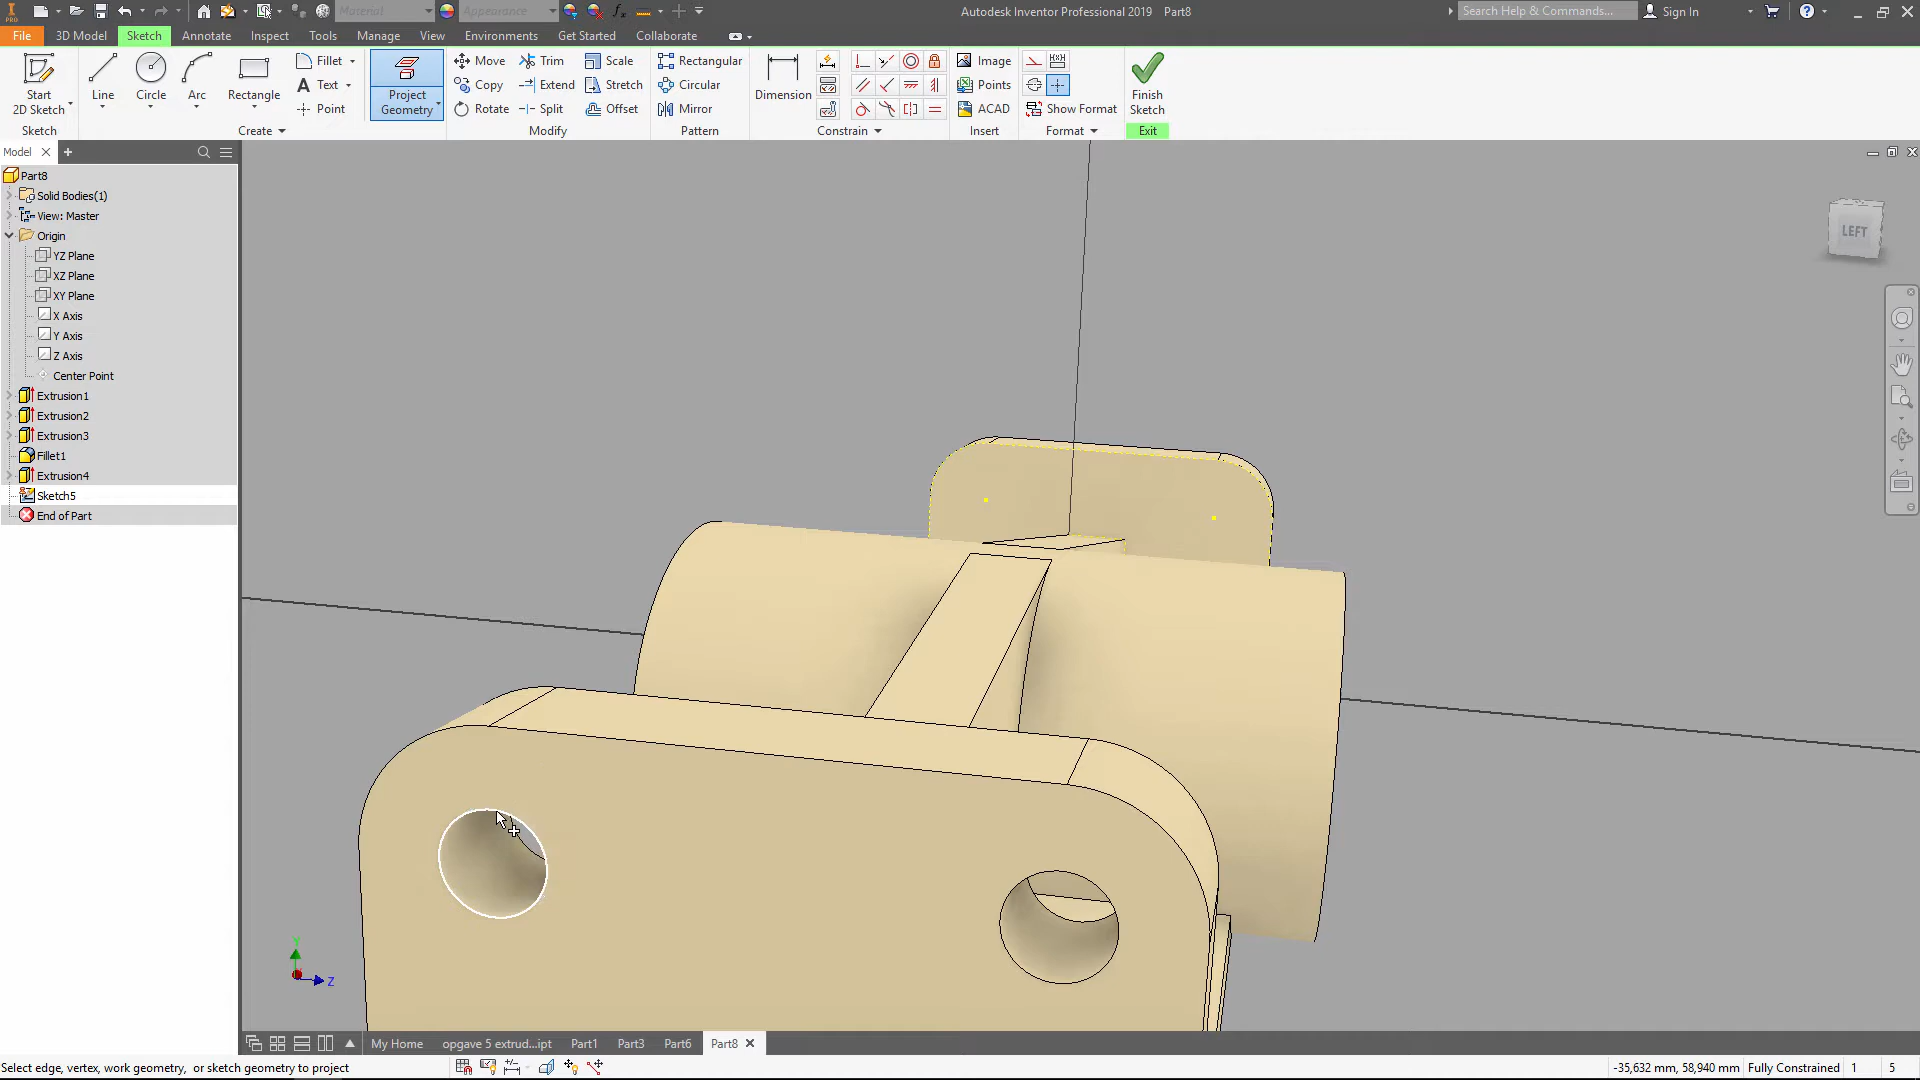 PRO
Material
Appearance
Autodesk Inventor Professional 2019 Part8
Search Help & Commands...
Sign In
File
3D Model
Sketch
Annotate
Inspect
Tools
Manage
View
Environments
Get Started
Collaborate
Start
2D Sketch
Sketch
Line
Circle
Arc
Rectangle
Fillet
Text
Point
Create
Project
Geometry
Move
Copy
Rotate
Trim
Extend
Split
Scale
Stretch
Offset
Modify
Rectangular
Circular
Mirror
Pattern
Dimension
Constrain
Image
Points
ACAD
Insert
Show Format
Format
Finish
Sketch
Exit
Model
Part8
Solid Bodies(1)
View: Master
Origin
YZ Plane
XZ Plane
XY Plane
X Axis
Y Axis
Z Axis
Center Point
Extrusion1
Extrusion2
Extrusion3
Fillet1
Extrusion4
Sketch5
End of Part
LEFT
Y
Z
My Home
opgave 5 extrud...ipt
Part1
Part3
Part6
Part8
Select edge, vertex, work geometry, or sketch geometry to project
-35,632 mm, 58,940 mm
Fully Constrained
1
5